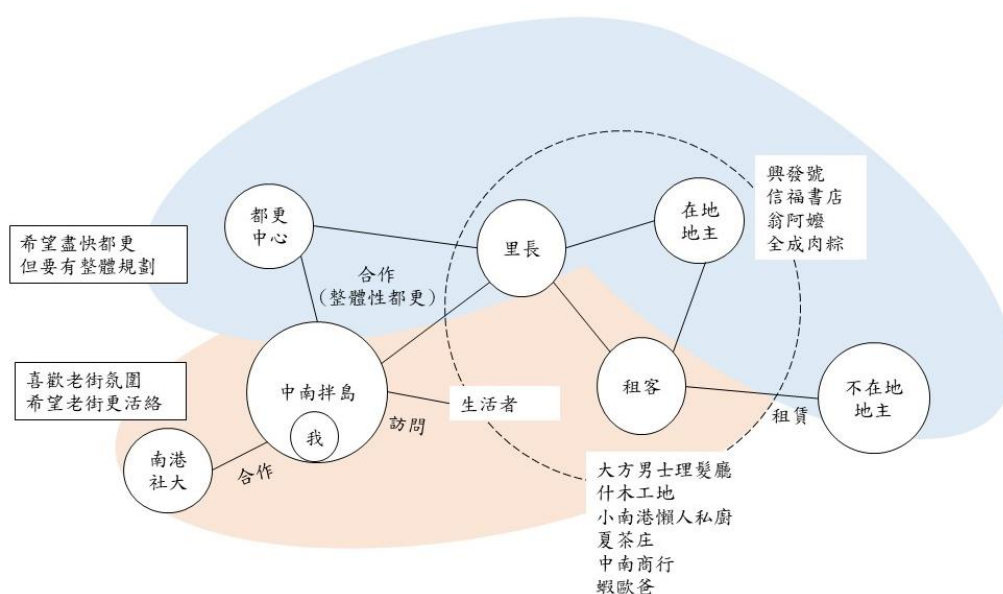 興發號
信福書店
翁阿嬤
全成肉粽
在地
地主
都更
中心
里長
希望盡快都更
但要有整體規劃
合作
（整體性都更）
喜歡老街氛圍
希望老街更活絡
中南拌島
我
訪問
生活者
租客
租賃
不在地
地主
南港
社大
合作
大方男士理髮廳
什木工地
小南港懶人私廚
夏茶庄
中南商行
蝦歐爸